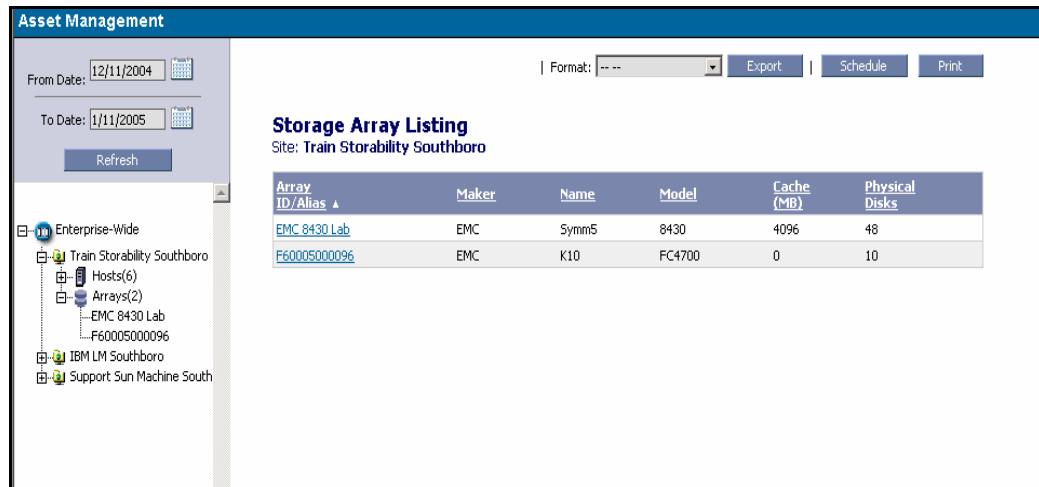 Asset Management
From Date: 12/11/2004
To Date: 1/11/2005
Refresh
Enterprise-Wide
Train Storability Southboro
Hosts(6)
Arrays(2)
EMC 8430 Lab
F60005000096
IBM LM Southboro
Support Sun Machine South
| Format: -- -- Export | Schedule Print
Storage Array Listing
Site: Train Storability Southboro
Array ID/Alias ▲ Maker Name Model Cache (MB) Physical Disks
EMC 8430 Lab EMC Symm5 8430 4096 48
F60005000096 EMC K10 FC4700 0 10